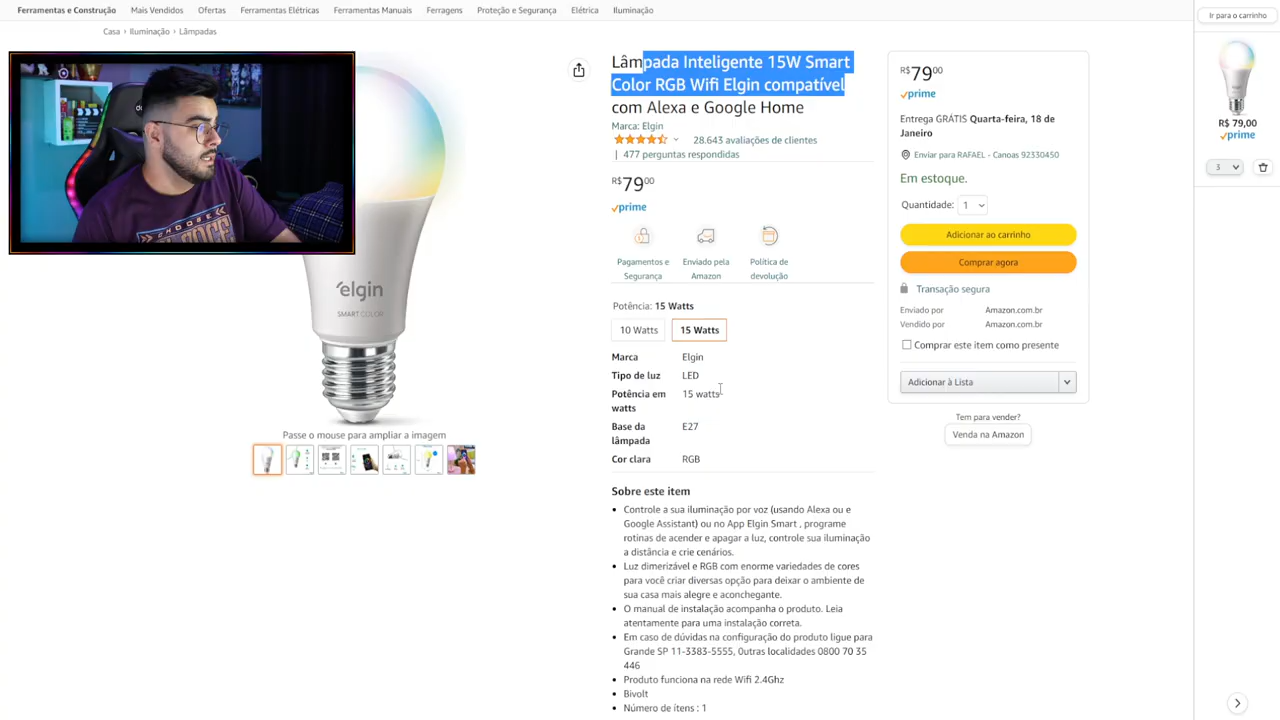 Ferramentas e Construção Mais Vendidos Ofertas Ferramentas Elétricas Ferramentas Manuais Ferragens Proteção e Segurança Elétrica Iluminação
Ir para o carrinho
Casa › Iluminação › Lâmpadas
Lâmpada Inteligente 15W Smart
Color RGB Wifi Elgin compatível
com Alexa e Google Home
Marca: Elgin
28.643 avaliações de clientes
| 477 perguntas respondidas
R$7900
prime
Pagamentos e
Segurança
Enviado pela
Amazon
Política de
devolução
Potência: 15 Watts
10 Watts
15 Watts
Marca Elgin
Tipo de luz LED
Potência em
watts
15 watts
Base da
lâmpada
E27
Cor clara RGB
Sobre este item
Controle a sua iluminação por voz (usando Alexa ou e
Google Assistant) ou no App Elgin Smart , programe
rotinas de acender e apagar a luz, controle sua iluminação
a distância e crie cenários.
Luz dimerizável e RGB com enorme variedades de cores
para você criar diversas opção para deixar o ambiente de
sua casa mais alegre e aconchegante.
O manual de instalação acompanha o produto. Leia
atentamente para uma instalação correta.
Em caso de dúvidas na configuração do produto ligue para
Grande SP 11-3383-5555, 0utras localidades 0800 70 35
446
Produto funciona na rede Wifi 2.4Ghz
Bivolt
Número de itens : 1
elgin
SMART COLOR
CHOOSE
Passe o mouse para ampliar a imagem
R$7900
prime
Entrega GRÁTIS Quarta-feira, 18 de
Janeiro
Enviar para RAFAEL - Canoas 92330450
Em estoque.
Quantidade: 1
Adicionar ao carrinho
Comprar agora
Transação segura
Enviado por Amazon.com.br
Vendido por Amazon.com.br
Comprar este item como presente
Adicionar à Lista
Tem para vender?
Venda na Amazon
R$ 79,00
prime
3